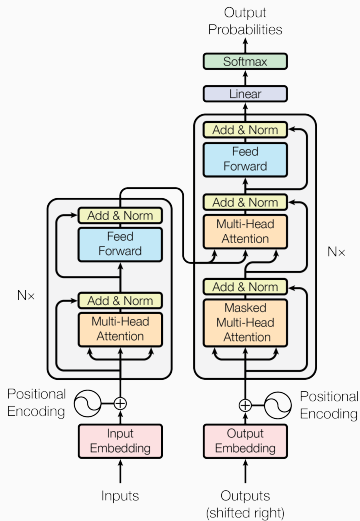 Output
Probabilities
Softmax
Linear
Add & Norm
Feed
Forward
Add & Norm
Multi-Head
Attention
Add & Norm
Masked
Multi-Head
Attention
N×
Add & Norm
Feed
Forward
Add & Norm
Multi-Head
Attention
N×
Positional
Encoding
Positional
Encoding
Input
Embedding
Output
Embedding
Inputs
Outputs
(shifted right)